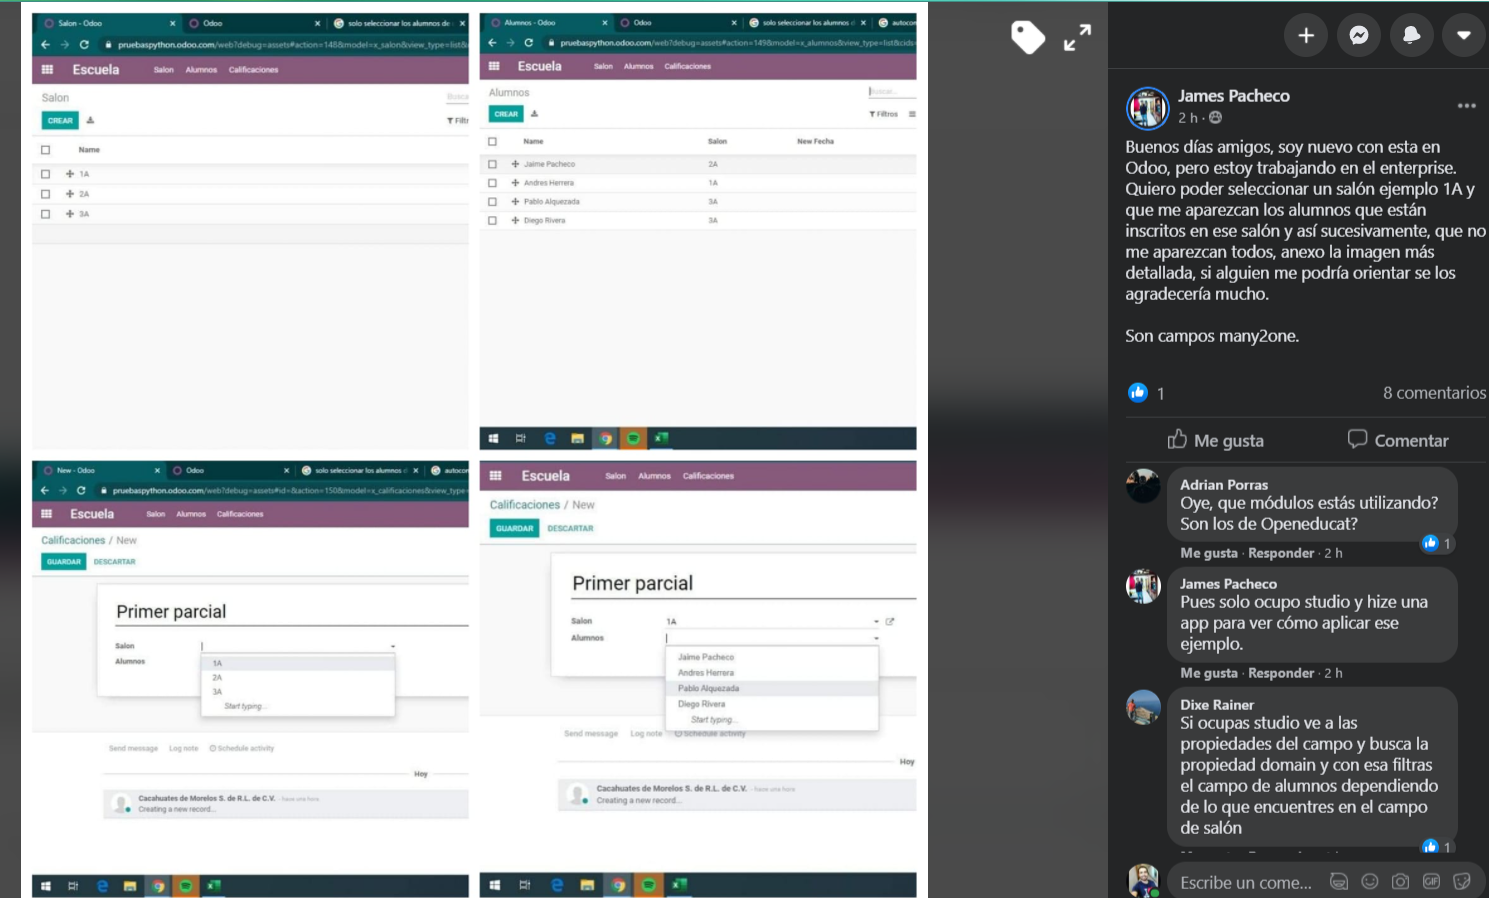 Salon - Odoo
Odoo
solo seleccionar los alumnos de
pruebaspython.odoo.com/web?debug=assets#action=148&model=x_salon&view_type=list&
Escuela
Salon Alumnos Calificaciones
Salon
Busca
CREAR
Filtr
Name
1A
2A
3A
Alumnos - Odoo
Odoo
solo seleccionar los alumnos d
autocon
pruebaspython.odoo.com/web?debug=assets#action=149&model=x_alumnos&view_type=list&cids
Escuela
Salon Alumnos Calificaciones
Alumnos
Buscar...
CREAR
Filtros
Name Salon New Fecha
Jaime Pacheco 2A
Andres Herrera 1A
Pablo Alquezada 3A
Diego Rivera 3A
New - Odoo
Odoo
solo seleccionar los alumnos d
autocon
pruebaspython.odoo.com/web?debug=assets#id=&action=150&model=x_calificaciones&view_type=
Escuela
Salon Alumnos Calificaciones
Calificaciones / New
GUARDAR DESCARTAR
Primer parcial
Salon
Alumnos
1A
2A
3A
Start typing...
Send message Log note Schedule activity
Hoy
Cacahuates de Morelos S. de R.L. de C.V. - hace una hora
Creating a new record...
Escuela
Salon Alumnos Calificaciones
Calificaciones / New
GUARDAR DESCARTAR
Primer parcial
Salon 1A
Alumnos
Jaime Pacheco
Andres Herrera
Pablo Alquezada
Diego Rivera
Start typing...
Send message Log note Schedule activity
Hoy
Cacahuates de Morelos S. de R.L. de C.V. - hace una hora
Creating a new record...
James Pacheco
2 h ·
Buenos días amigos, soy nuevo con esta en
Odoo, pero estoy trabajando en el enterprise.
Quiero poder seleccionar un salón ejemplo 1A y
que me aparezcan los alumnos que están
inscritos en ese salón y así sucesivamente, que no
me aparezcan todos, anexo la imagen más
detallada, si alguien me podría orientar se los
agradecería mucho.
Son campos many2one.
1
8 comentarios
Me gusta
Comentar
Adrian Porras
Oye, que módulos estás utilizando?
Son los de Openeducat?
1
Me gusta · Responder · 2 h
James Pacheco
Pues solo ocupo studio y hize una
app para ver cómo aplicar ese
ejemplo.
Me gusta · Responder · 2 h
Dixe Rainer
Si ocupas studio ve a las
propiedades del campo y busca la
propiedad domain y con esa filtras
el campo de alumnos dependiendo
de lo que encuentres en el campo
de salón
1
Escribe un come...
GIF